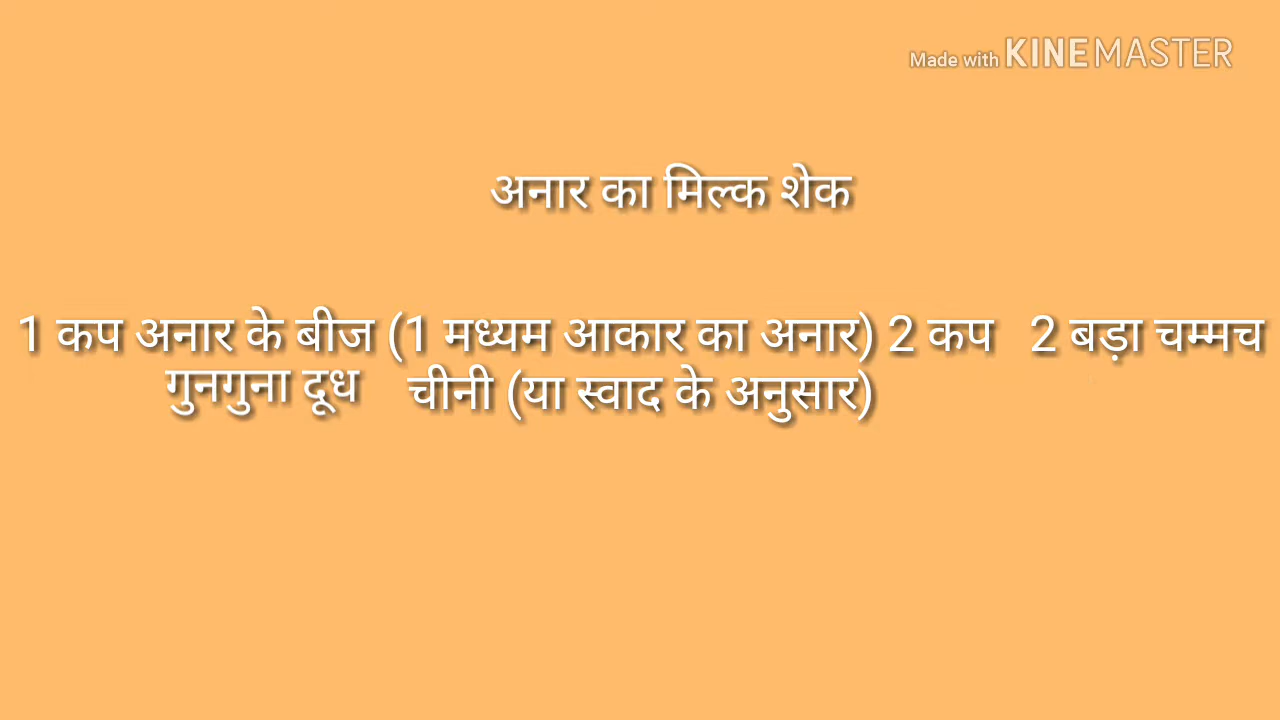 Made with KINEMASTER
अनार का मिल्क शेक
1 कप अनार के बीज (1 मध्यम आकार का अनार) 2 कप 2 बड़ा चम्मच
गुनगुना दूध चीनी (या स्वाद के अनुसार)